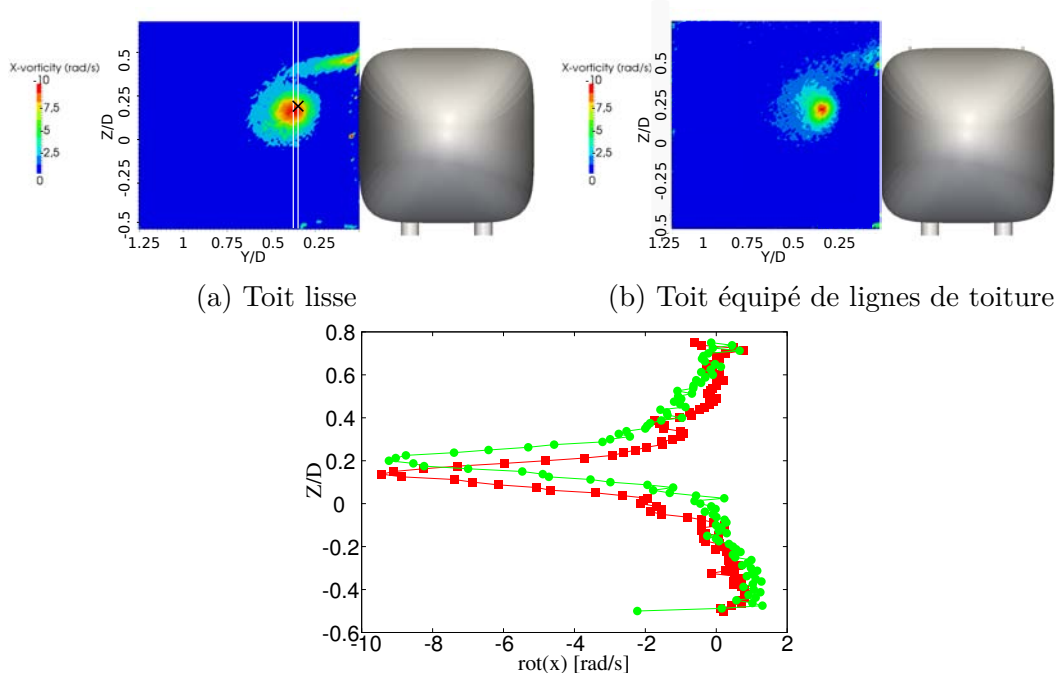 X-vorticity (rad/s)
-10
-7.5
-5
-2.5
0
Z/D
0.5
0.25
0
-0.25
-0.5
1.25 1 0.75 0.5 0.25
Y/D
(a) Toit lisse
X-vorticity (rad/s)
-10
-7.5
-5
-2.5
0
Z/D
0.5
0.25
0
-0.25
-0.5
1.25 1 0.75 0.5 0.25
Y/D
(b) Toit équipé de lignes de toiture
Z/D
0.8
0.6
0.4
0.2
0
-0.2
-0.4
-0.6
-10 -8 -6 -4 -2 0 2
rot(x) [rad/s]